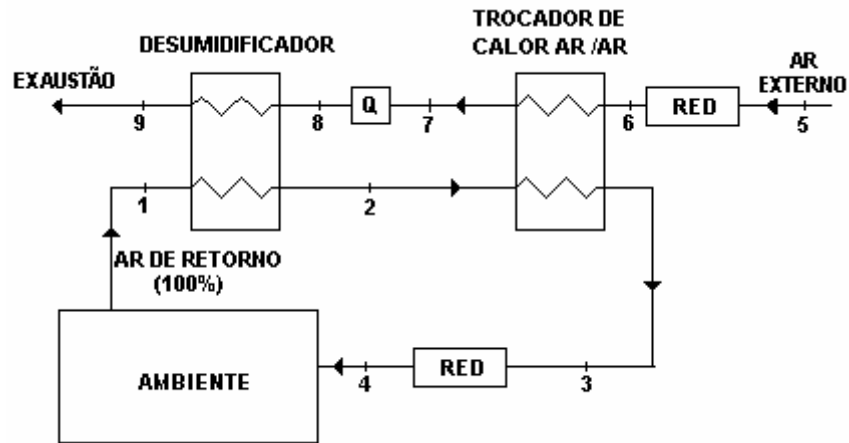 TROCADOR DE
CALOR AR /AR
DESUMIDIFICADOR
EXAUSTÃO
AR
EXTERNO
9
8
Q
7
6
RED
5
1
2
AR DE RETORNO
(100%)
AMBIENTE
4
RED
3